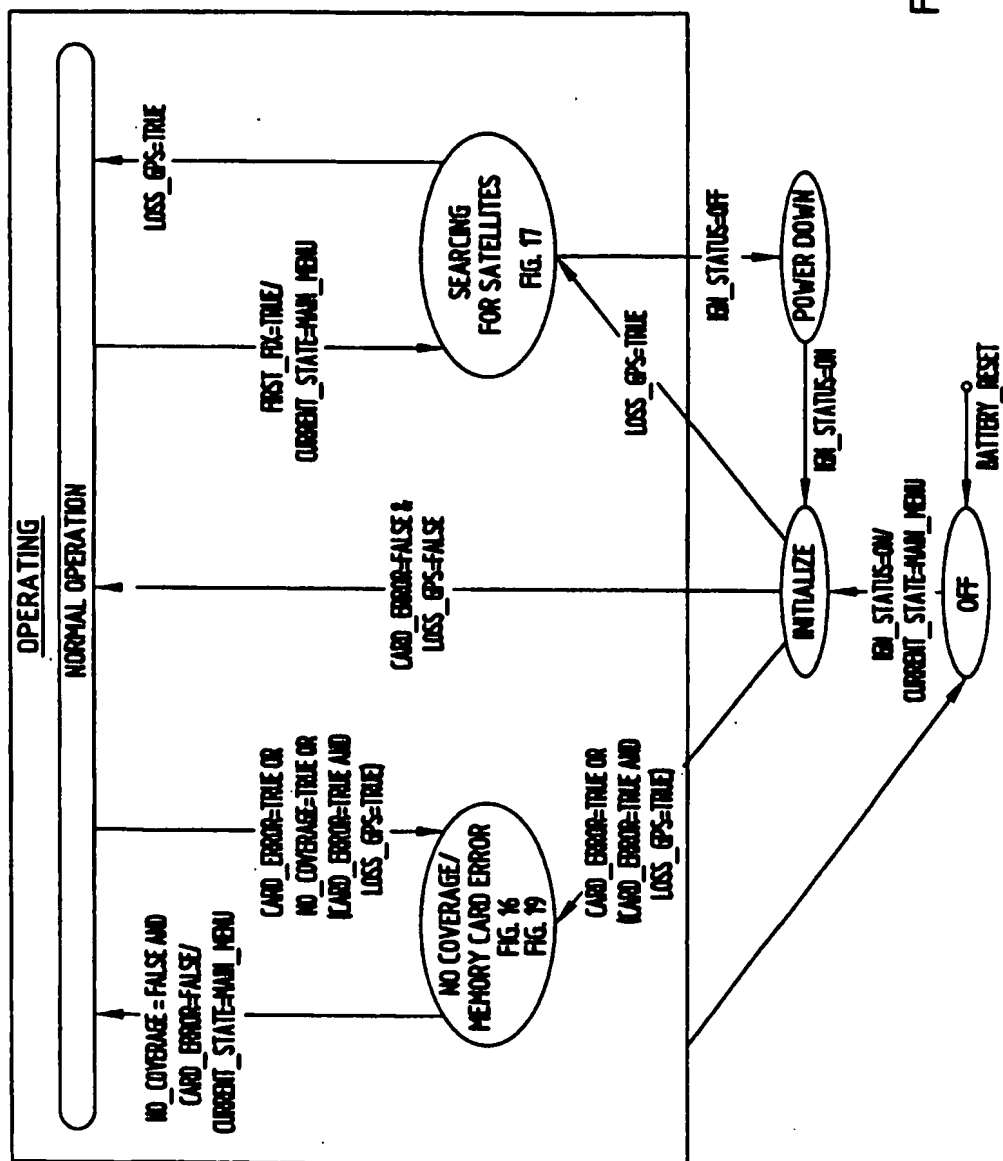 OPERATING
NORMAL OPERATION
NO_COVERAGE = FALSE AND
CARD_ERROR=FALSE/
CURRENT_STATE=MAIN_MENU
CARD_ERROR=TRUE OR
NO_COVERAGE=TRUE OR
(CARD_ERROR=TRUE AND
LOSS_GPS=TRUE)
CARD_ERROR=FALSE &
LOSS_GPS=FALSE
FIRST_FIX=TRUE/
CURRENT_STATE=MAIN_MENU
LOSS_GPS=TRUE
NO COVERAGE/
MEMORY CARD ERROR
FIG. 16
FIG. 19
SEARCING
FOR SATELLITES
FIG. 17
CARD_ERROR=TRUE OR
(CARD_ERROR=TRUE AND
LOSS_GPS=TRUE)
LOSS_GPS=TRUE
IGN_STATUS=OFF
INITIALIZE
IGN_STATUS=ON
POWER DOWN
IGN_STATUS=ON/
CURRENT_STATE=MAIN_MENU
OFF
BATTERY_RESET
F